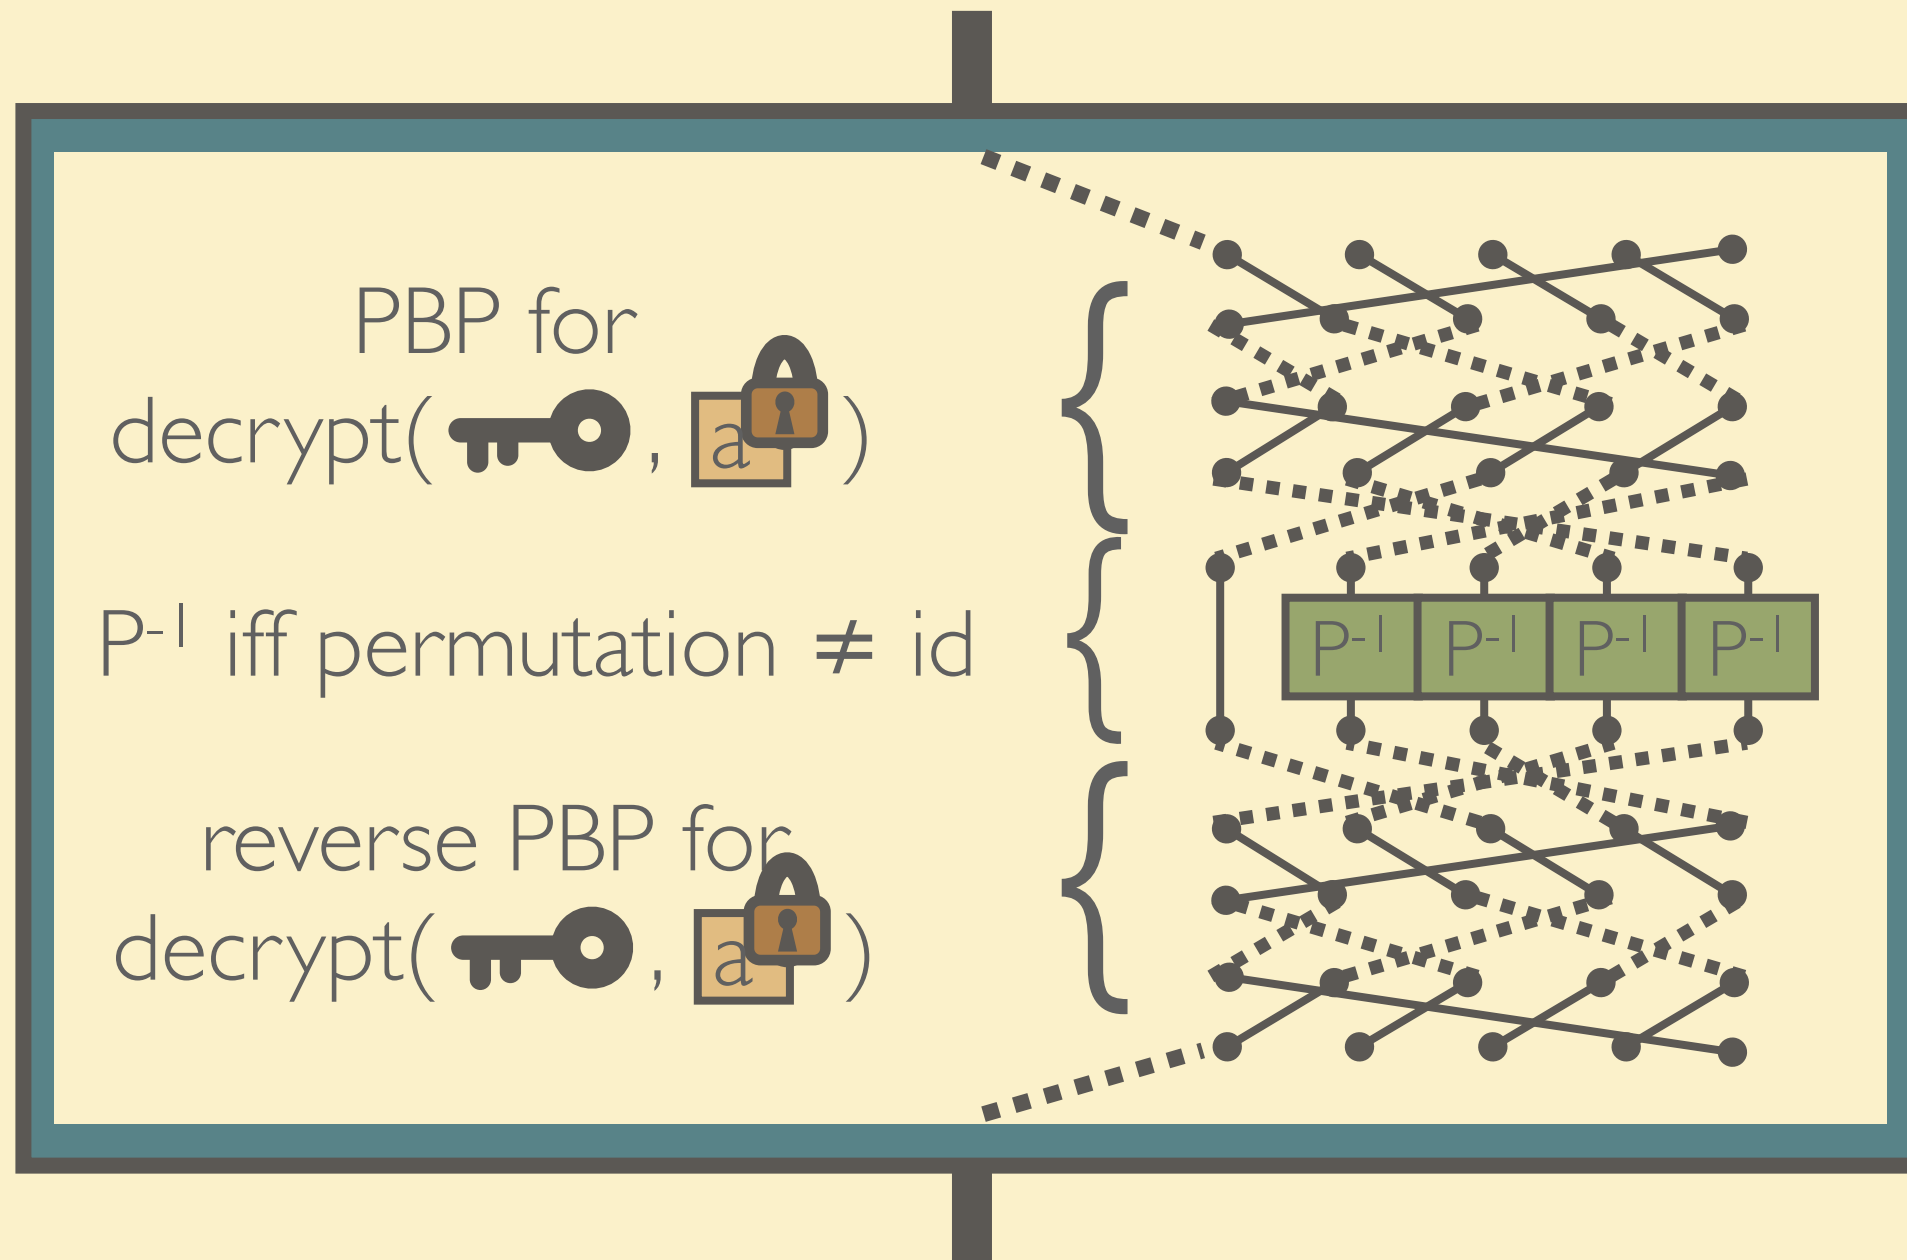 PBP for
decrypt( , a )
P-1 iff permutation ≠ id
P-1 P-1 P-1 P-1
reverse PBP for
decrypt( , a )